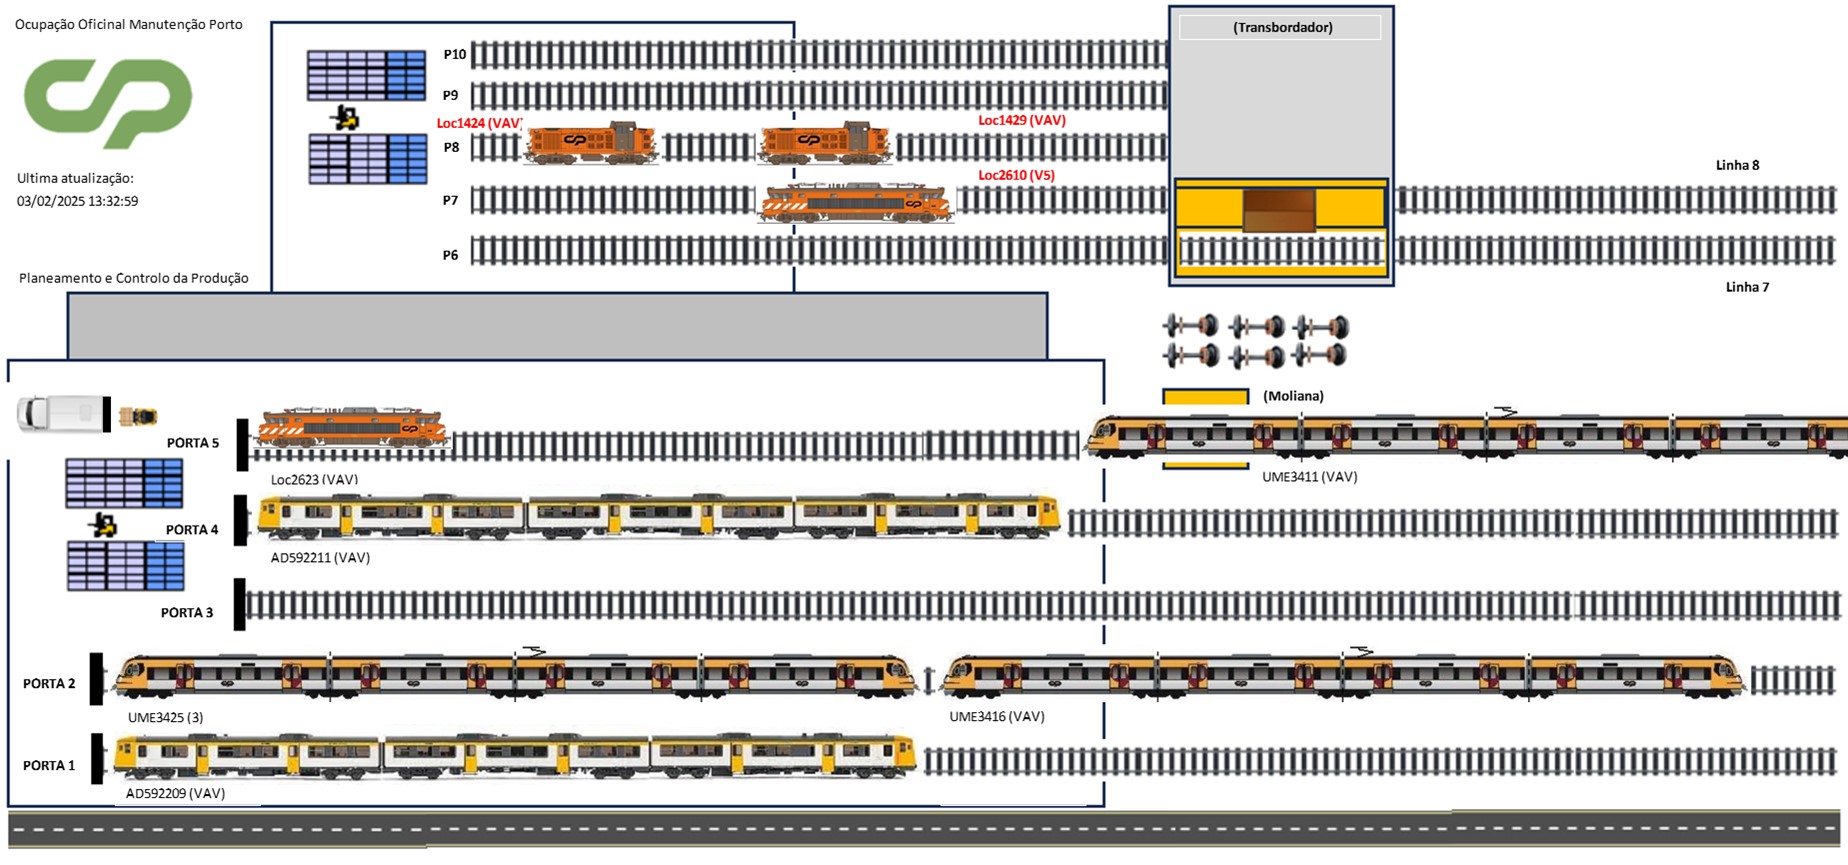 Ocupação Oficinal Manutenção Porto
Ultima atualização:
03/02/2025 13:32:59
Planeamento e Controlo da Produção
(Transbordador)
P10
P9
Loc1424 (VAV)
Loc1429 (VAV)
P8
Loc2610 (V5)
P7
P6
Linha 8
Linha 7
(Moliana)
PORTA 5
Loc2623 (VAV)
UME3411 (VAV)
PORTA 4
AD592211 (VAV)
PORTA 3
PORTA 2
UME3425 (3)
UME3416 (VAV)
PORTA 1
AD592209 (VAV)